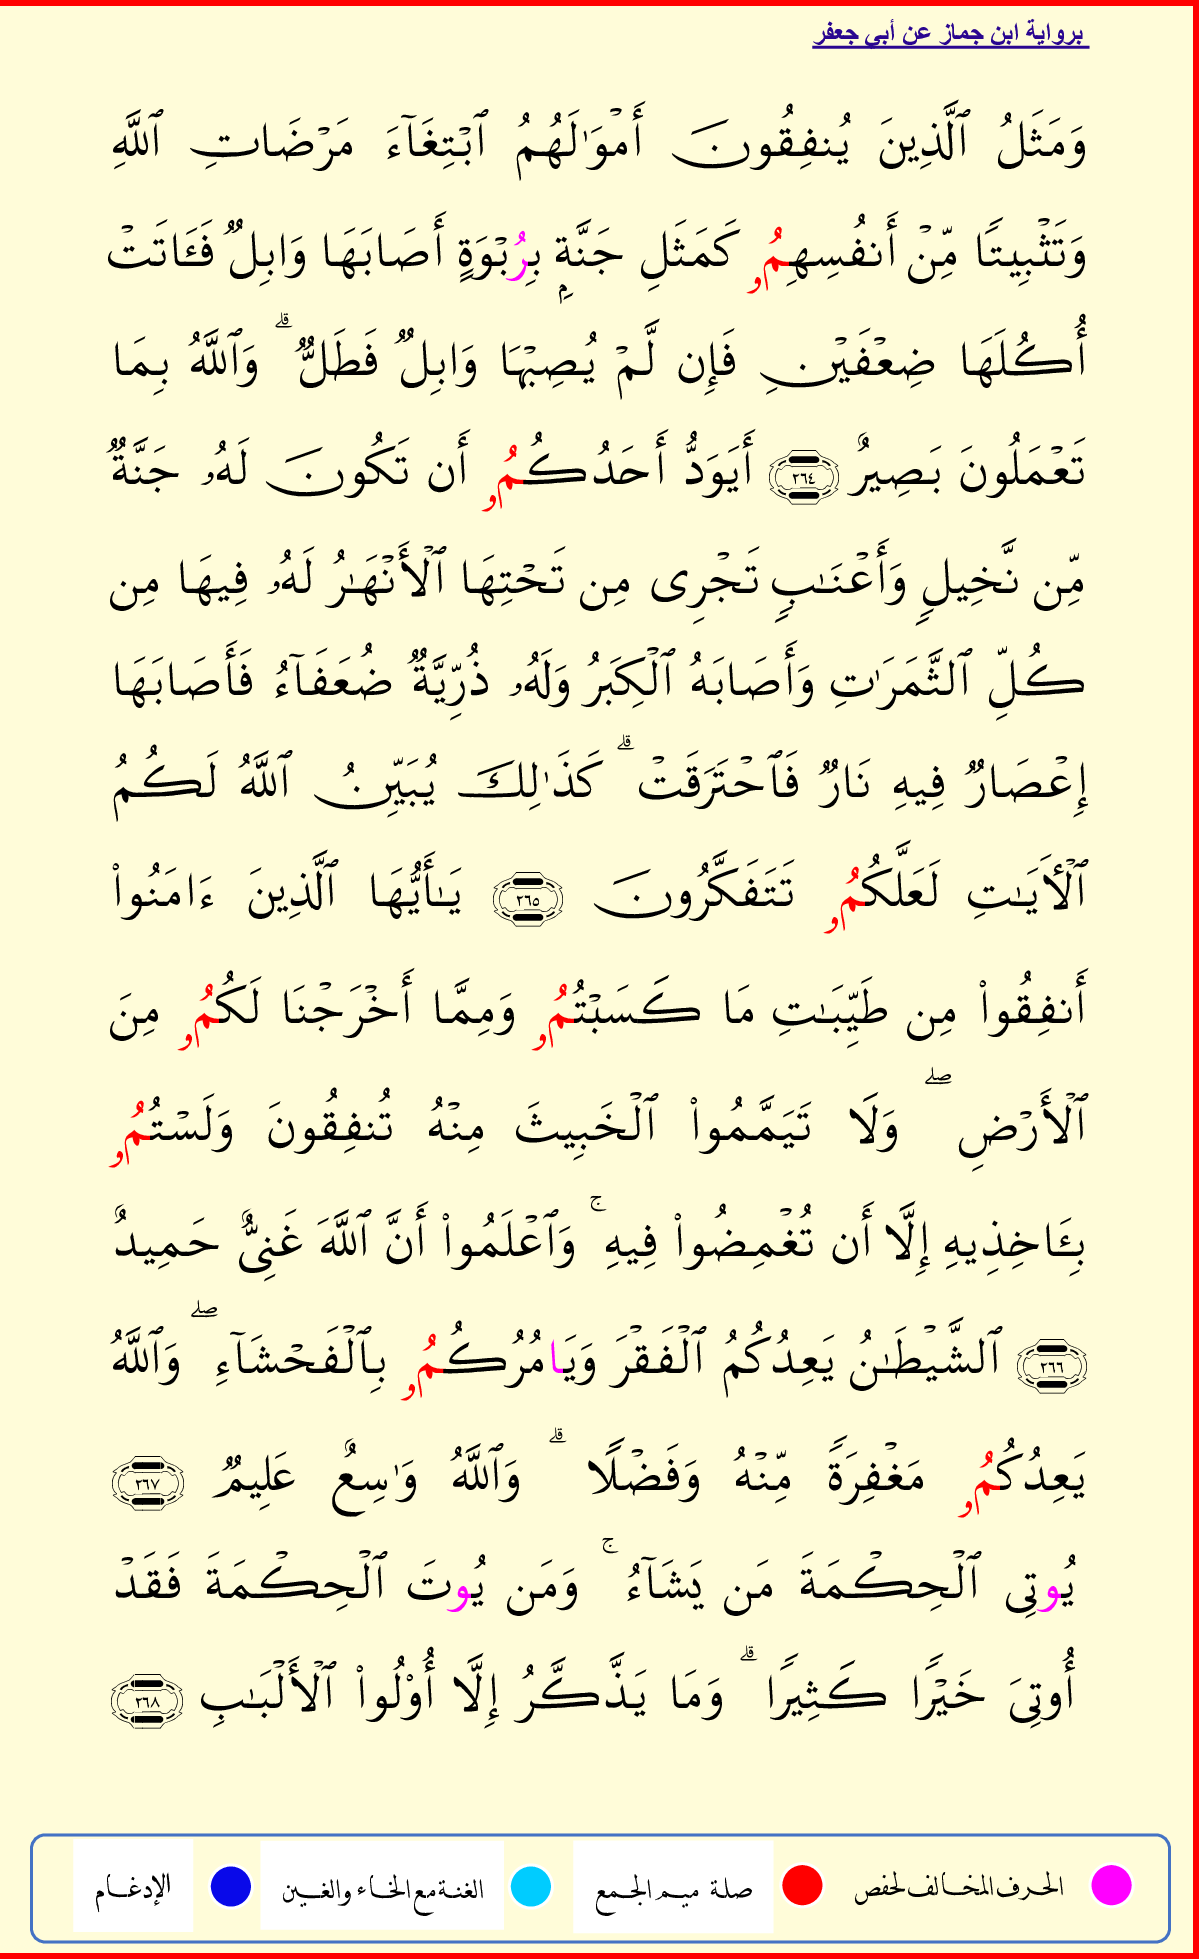 برواية ابن جماز عن أبي جعفر
وَمَثَلُ ٱلَّذِينَ يُنفِقُونَ أَمْوَٰلَهُمُ ٱبْتِغَآءَ مَرْضَاتِ ٱللَّهِ
وَتَثْبِيتًا مِّنْ أَنفُسِهِمُۥ كَمَثَلِ جَنَّةٍۭ بِرُبْوَةٍ أَصَابَهَا وَابِلٌ فَـَٔاتَتْ
أُكُلَهَا ضِعْفَيْنِ فَإِن لَّمْ يُصِبْهَا وَابِلٌ فَطَلٌّ ۗ وَٱللَّهُ بِمَا
تَعْمَلُونَ بَصِيرٌ ٢٦٤ أَيَوَدُّ أَحَدُكُمُۥ أَن تَكُونَ لَهُۥ جَنَّةٌ
مِّن نَّخِيلٍ وَأَعْنَـٰبٍ تَجْرِى مِن تَحْتِهَا ٱلْأَنْهَـٰرُ لَهُۥ فِيهَا مِن
كُلِّ ٱلثَّمَرَٰتِ وَأَصَابَهُ ٱلْكِبَرُ وَلَهُۥ ذُرِّيَّةٌ ضُعَفَآءُ فَأَصَابَهَا
إِعْصَارٌ فِيهِ نَارٌ فَٱحْتَرَقَتْ ۗ كَذَٰلِكَ يُبَيِّنُ ٱللَّهُ لَكُمُ
ٱلْأَيَـٰتِ لَعَلَّكُمُۥ تَتَفَكَّرُونَ ٢٦٥ يَـٰأَيُّهَا ٱلَّذِينَ ءَامَنُوا۟
أَنفِقُوا۟ مِن طَيِّبَـٰتِ مَا كَسَبْتُمُۥ وَمِمَّا أَخْرَجْنَا لَكُمُۥ مِنَ
ٱلْأَرْضِ ۖ وَلَا تَيَمَّمُوا۟ ٱلْخَبِيثَ مِنْهُ تُنفِقُونَ وَلَسْتُمُۥ
بِـَٔاخِذِيهِ إِلَّا أَن تُغْمِضُوا۟ فِيهِ ۚ وَٱعْلَمُوا۟ أَنَّ ٱللَّهَ غَنِىٌّ حَمِيدٌ
٢٦٦ ٱلشَّيْطَـٰنُ يَعِدُكُمُ ٱلْفَقْرَ وَيَامُرُكُمُۥ بِٱلْفَحْشَآءِ ۖ وَٱللَّهُ
يَعِدُكُمُۥ مَغْفِرَةً مِّنْهُ وَفَضْلًا ۗ وَٱللَّهُ وَٰسِعٌ عَلِيمٌ ٢٦٧
يُوتِى ٱلْحِكْمَةَ مَن يَشَآءُ ۚ وَمَن يُوتَ ٱلْحِكْمَةَ فَقَدْ
أُوتِىَ خَيْرًا كَثِيرًا ۗ وَمَا يَذَّكَّرُ إِلَّا أُوْلُوا۟ ٱلْأَلْبَـٰبِ ٢٦٨
الحرف المخالف لحفص صلة ميم الجمع الغنة مع الخاء والغين الإدغام